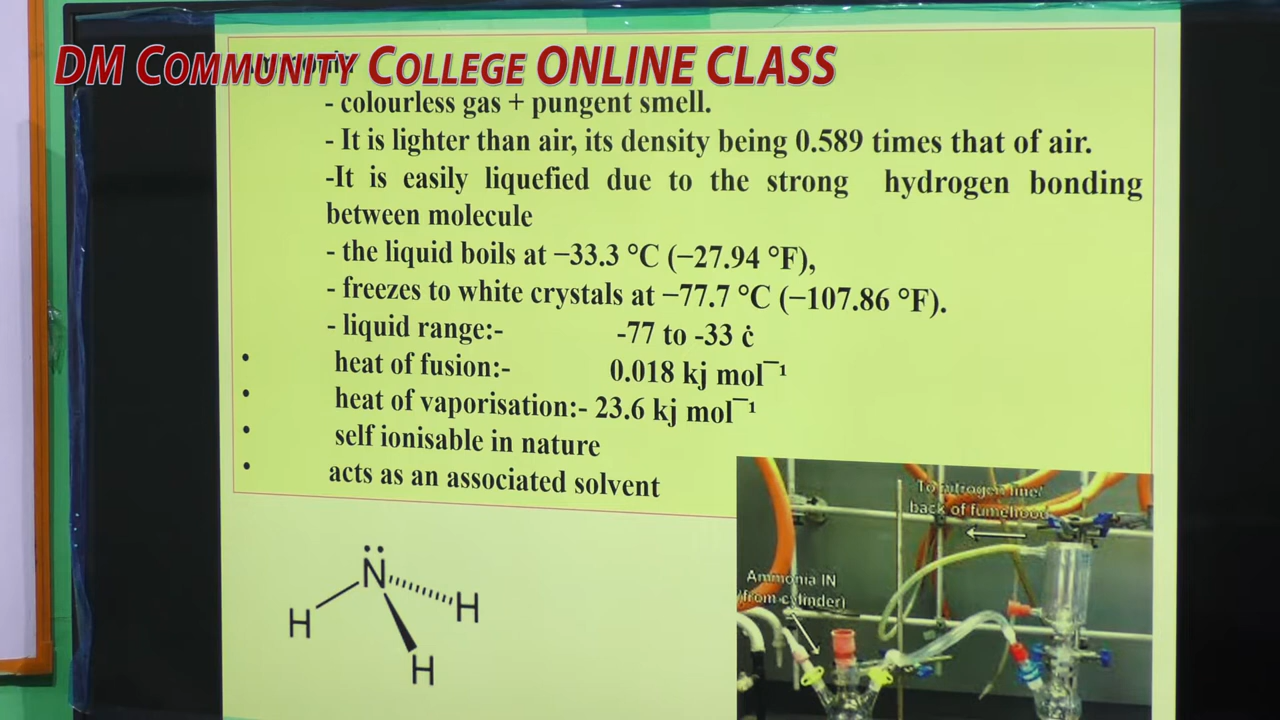 DM COMMUNITY COLLEGE ONLINE CLASS
- colourless gas + pungent smell.
- It is lighter than air, its density being 0.589 times that of air.
-It is easily liquefied due to the strong hydrogen bonding
between molecule
- the liquid boils at −33.3 °C (−27.94 °F),
- freezes to white crystals at −77.7 °C (−107.86 °F).
- liquid range:- -77 to -33 ċ
• heat of fusion:- 0.018 kj mol¯¹
• heat of vaporisation:- 23.6 kj mol¯¹
• self ionisable in nature
• acts as an associated solvent
To nitrogen line/
back of fumehood
Ammonia IN
(from cylinder)
N
H
H
H